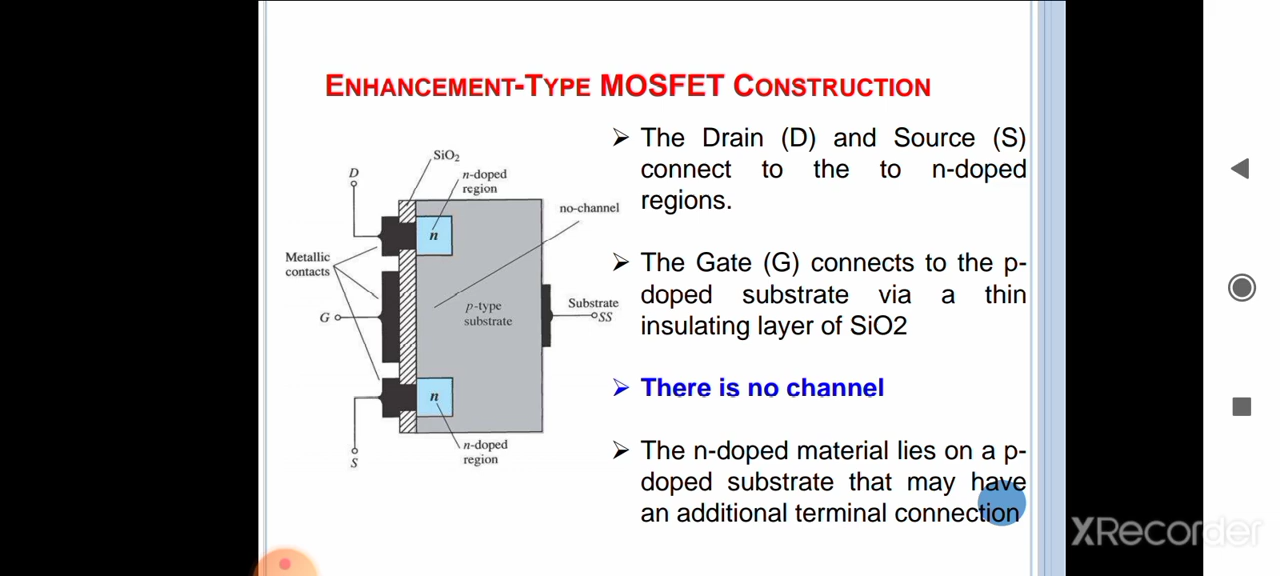 ENHANCEMENT-TYPE MOSFET CONSTRUCTION
SiO2
D
n-doped
region
no-channel
n
Metallic
contacts
p-type
substrate
Substrate
SS
G
n
n-doped
region
S
➢ The Drain (D) and Source (S)
connect to the to n-doped
regions.
➢ The Gate (G) connects to the p-
doped substrate via a thin
insulating layer of SiO2
➢ There is no channel
➢ The n-doped material lies on a p-
doped substrate that may have
an additional terminal connection
XRecorder